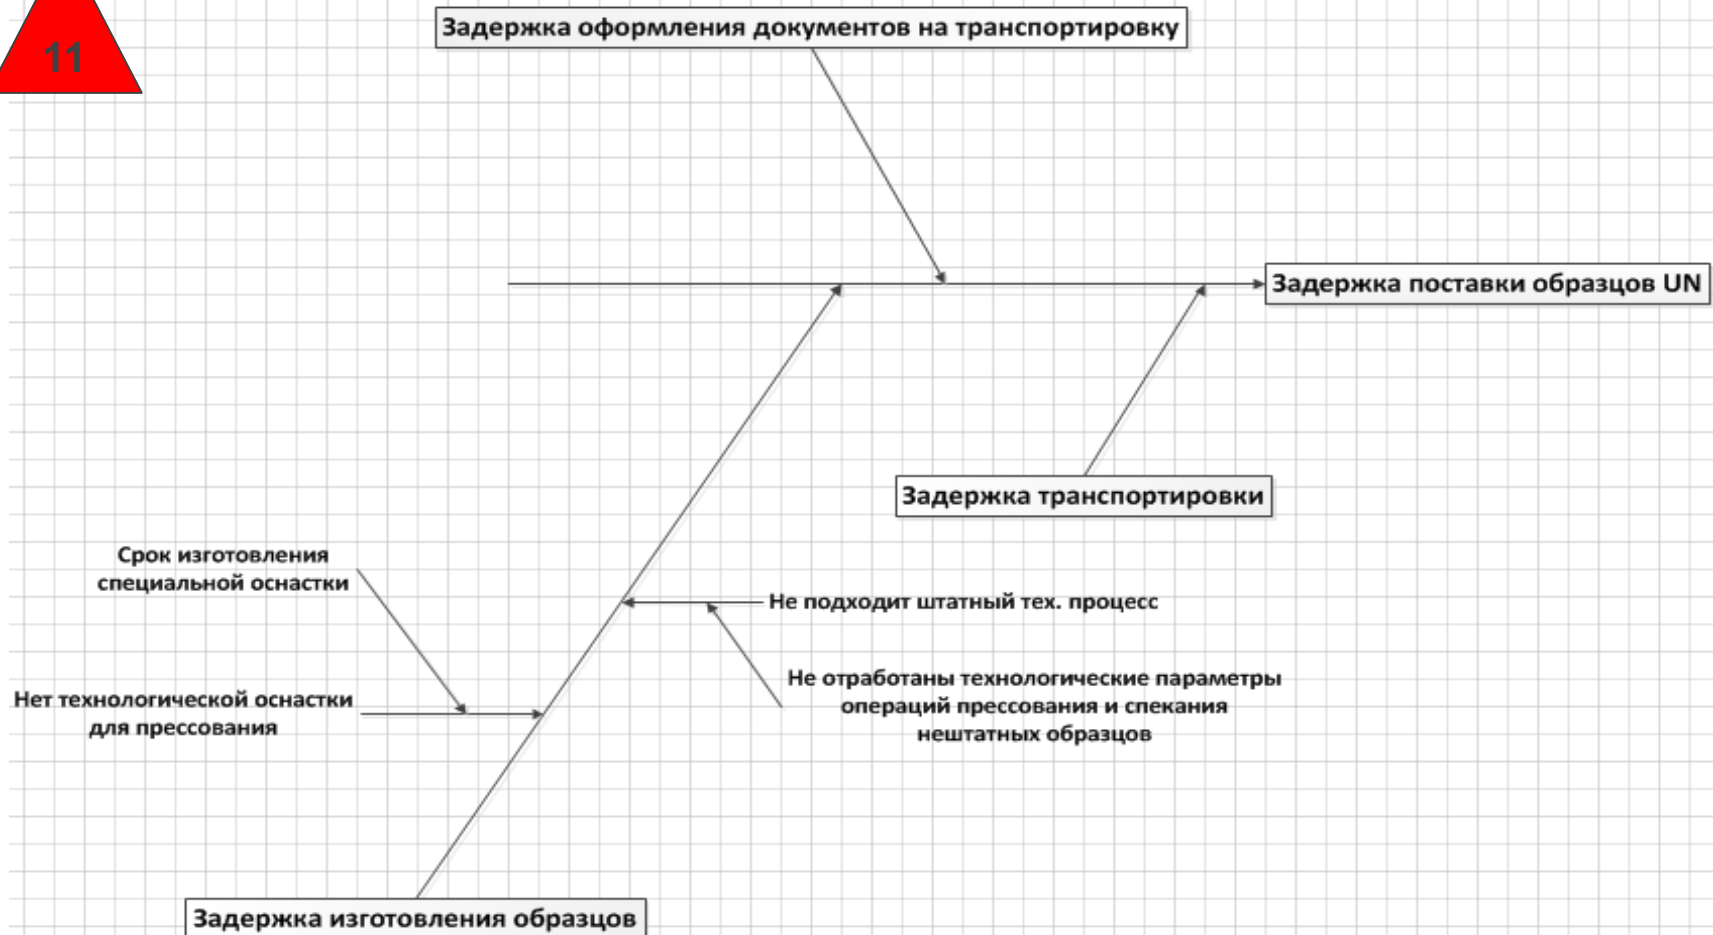 11
Задержка оформления документов на транспортировку
Задержка поставки образцов UN
Задержка транспортировки
Срок изготовления
специальной оснастки
Не подходит штатный тех. процесс
Нет технологической оснастки
для прессования
Не отработаны технологические параметры
операций прессования и спекания
нештатных образцов
Задержка изготовления образцов